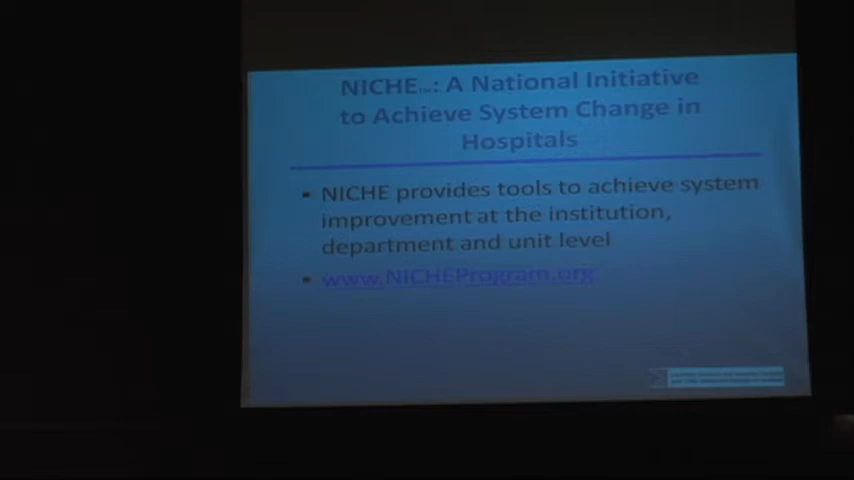 NICHE™: A National Initiative
to Achieve System Change in
Hospitals
▪ NICHE provides tools to achieve system
improvement at the institution,
department and unit level
▪ www.NICHEProgram.org